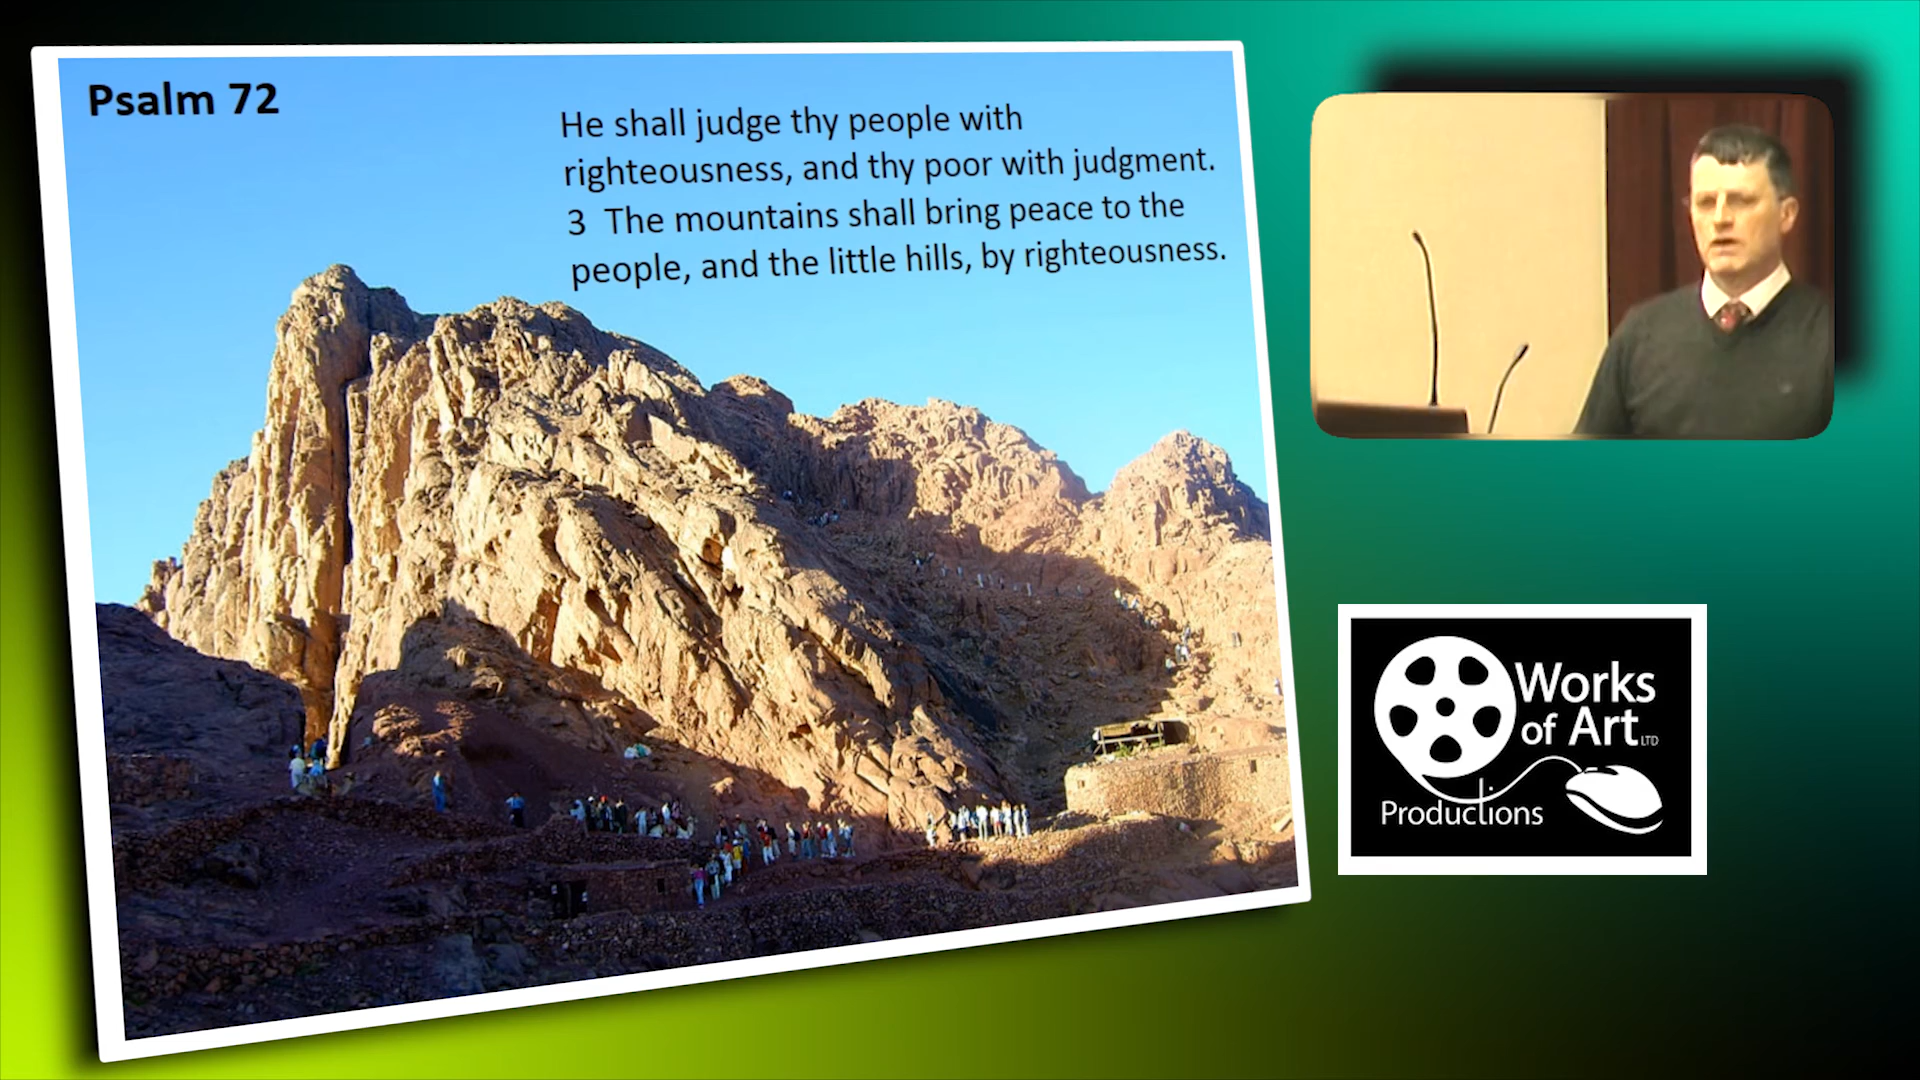 Psalm 72
He shall judge thy people with
righteousness, and thy poor with judgment.
3 The mountains shall bring peace to the
people, and the little hills, by righteousness.
Works
of Art LTD
Productions